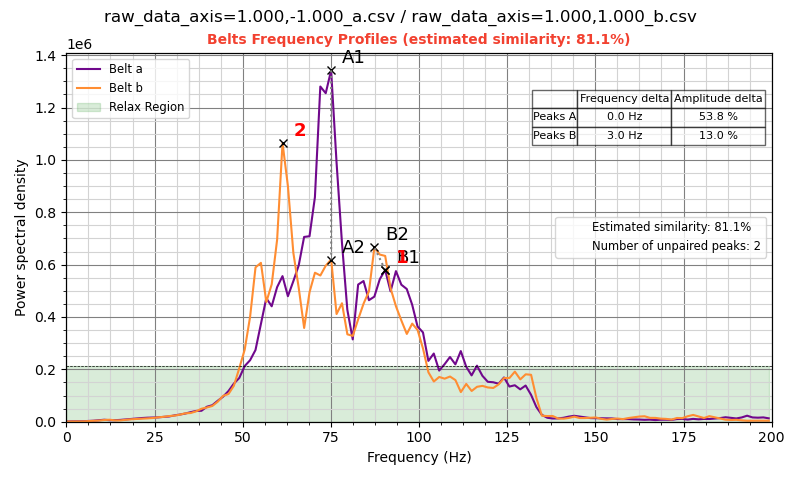 raw_data_axis=1.000,-1.000_a.csv / raw_data_axis=1.000,1.000_b.csv
Belts Frequency Profiles (estimated similarity: 81.1%)
1e6
A1
Belt a
Belt b
Relax Region
Frequency delta Amplitude delta
Peaks A 0.0 Hz 53.8 %
Peaks B 3.0 Hz 13.0 %
2
B2
A2
1
B1
Estimated similarity: 81.1%
Number of unpaired peaks: 2
Power spectral density
1.4
1.2
1.0
0.8
0.6
0.4
0.2
0.0
0 25 50 75 100 125 150 175 200
Frequency (Hz)